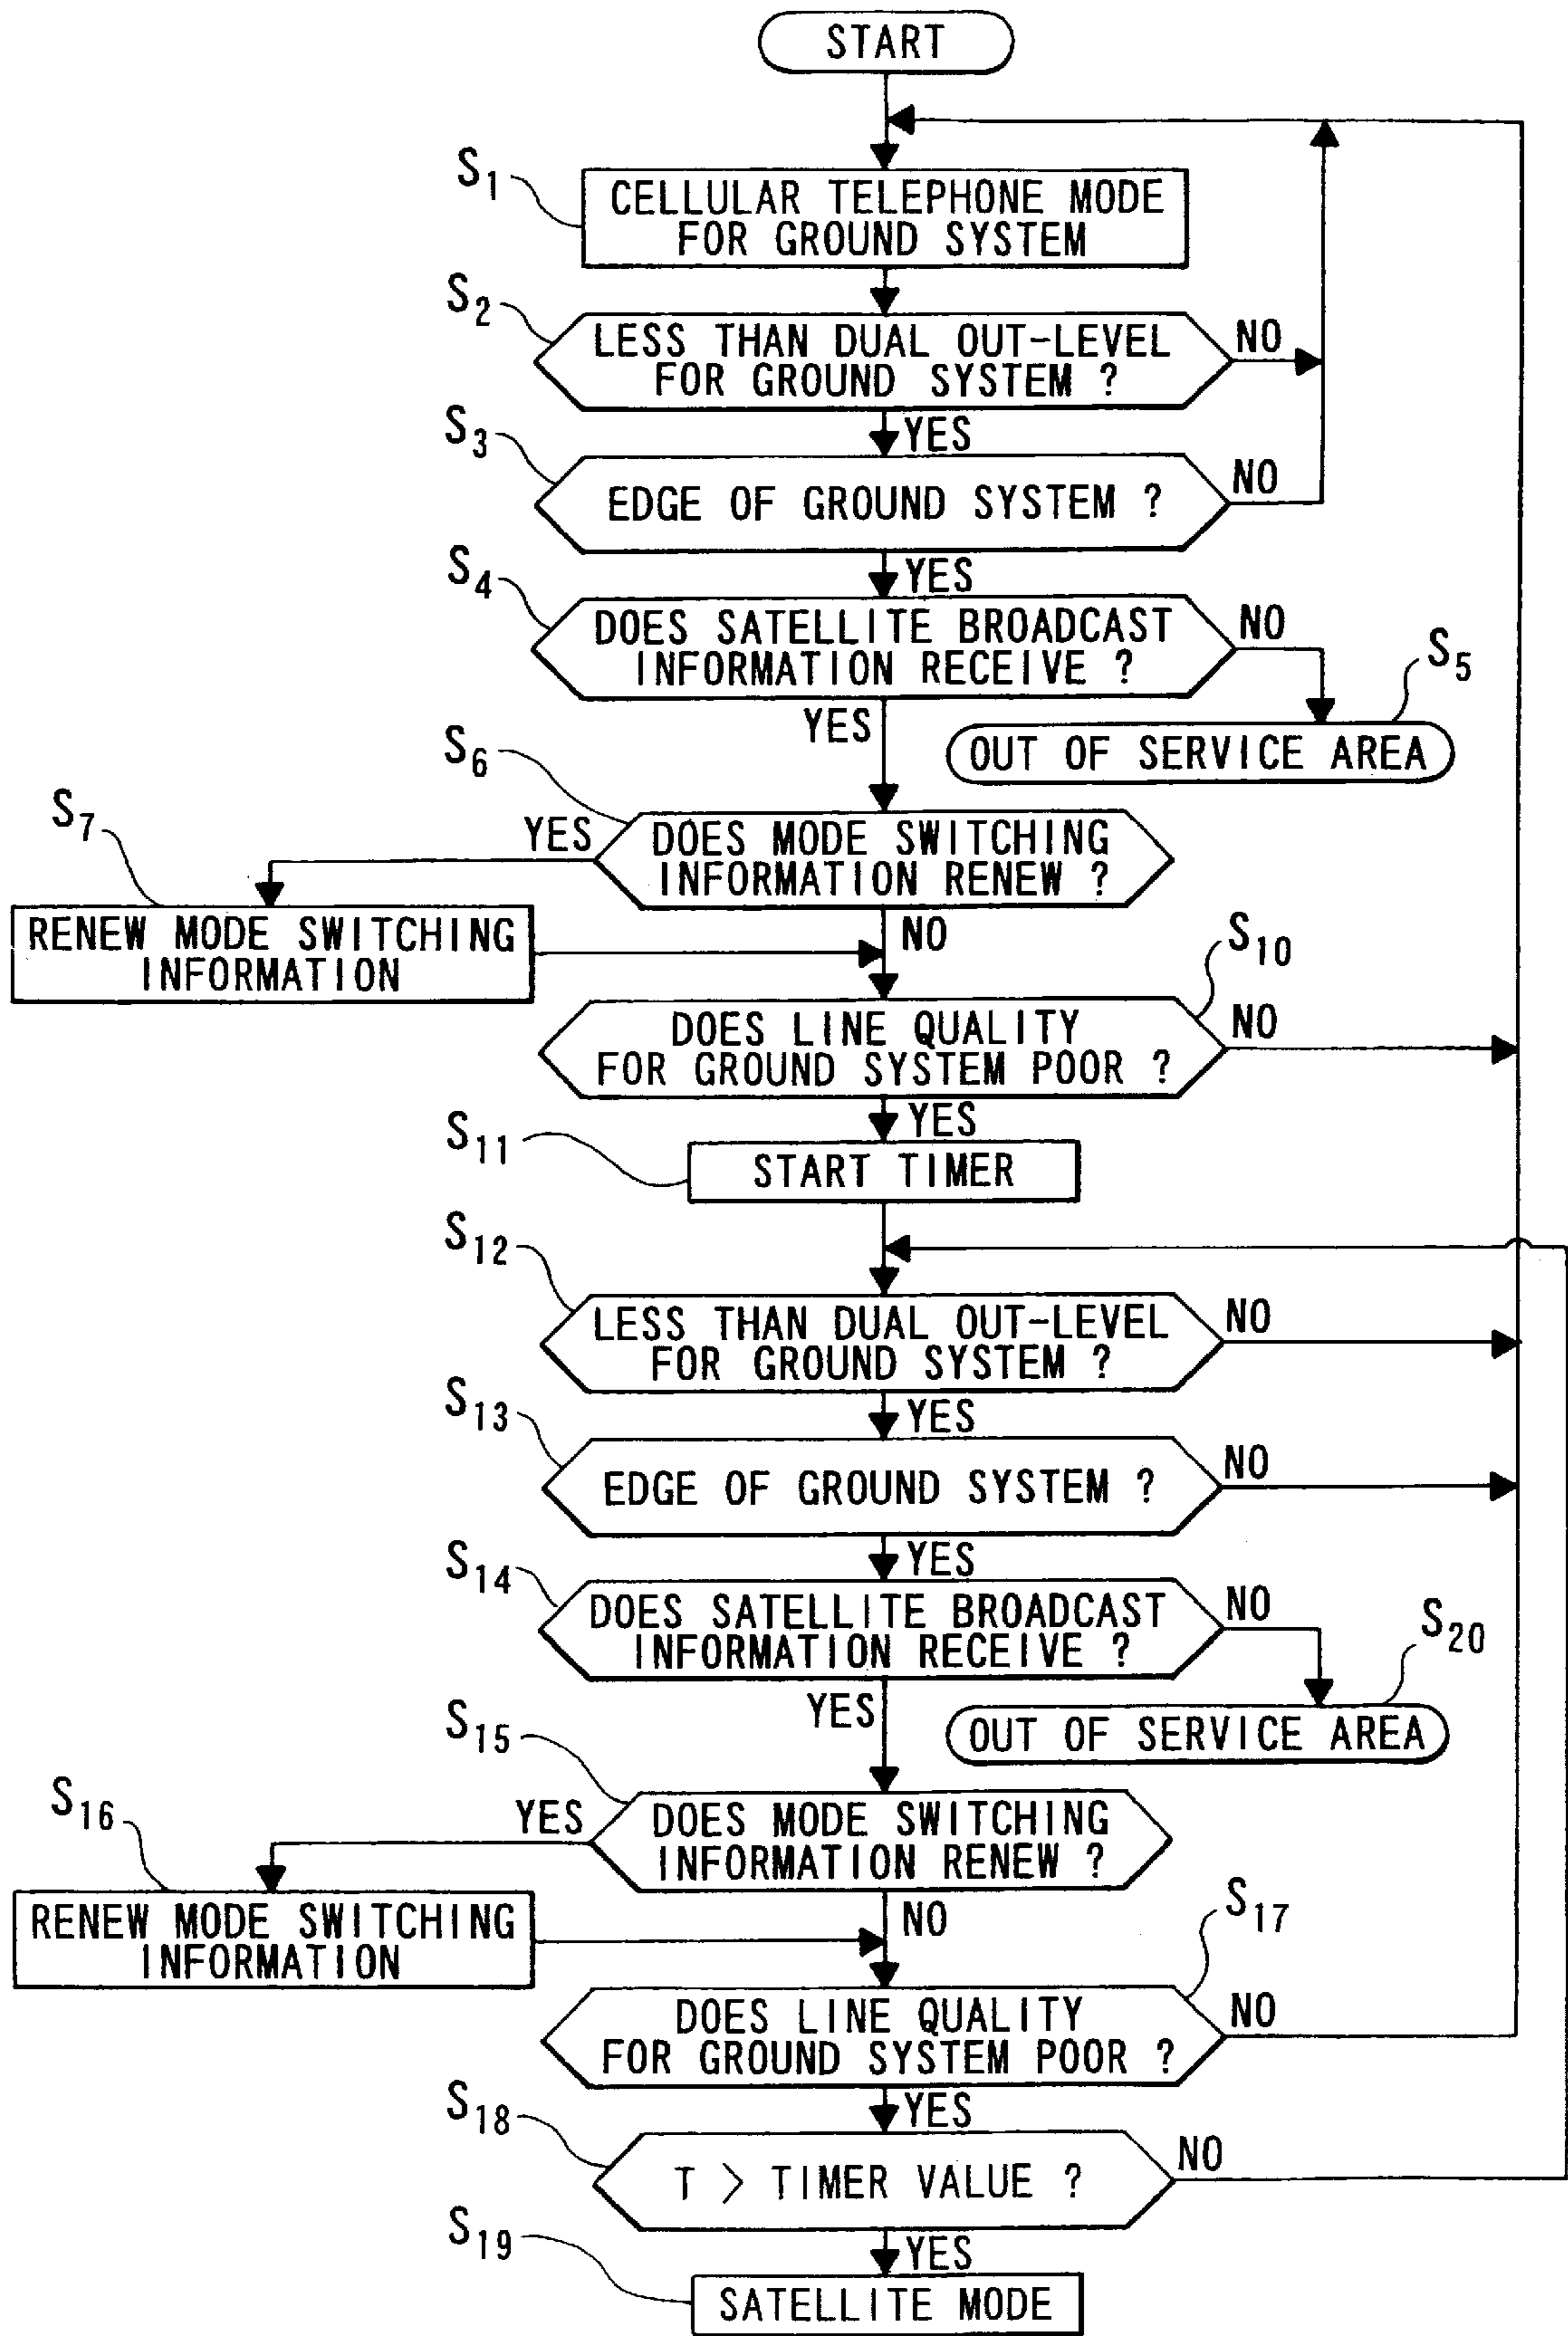 START
S1
CELLULAR TELEPHONE MODE
FOR GROUND SYSTEM
S2
LESS THAN DUAL OUT-LEVEL
FOR GROUND SYSTEM ?
NO
YES
S3
EDGE OF GROUND SYSTEM ?
NO
YES
S4
DOES SATELLITE BROADCAST
INFORMATION RECEIVE ?
NO
S5
OUT OF SERVICE AREA
YES
S6
DOES MODE SWITCHING
INFORMATION RENEW ?
YES
S7
RENEW MODE SWITCHING
INFORMATION
NO
S10
DOES LINE QUALITY
FOR GROUND SYSTEM POOR ?
NO
YES
S11
START TIMER
S12
LESS THAN DUAL OUT-LEVEL
FOR GROUND SYSTEM ?
NO
YES
S13
EDGE OF GROUND SYSTEM ?
NO
YES
S14
DOES SATELLITE BROADCAST
INFORMATION RECEIVE ?
NO
S20
OUT OF SERVICE AREA
YES
S15
DOES MODE SWITCHING
INFORMATION RENEW ?
YES
S16
RENEW MODE SWITCHING
INFORMATION
NO
S17
DOES LINE QUALITY
FOR GROUND SYSTEM POOR ?
NO
YES
S18
T > TIMER VALUE ?
NO
YES
S19
SATELLITE MODE